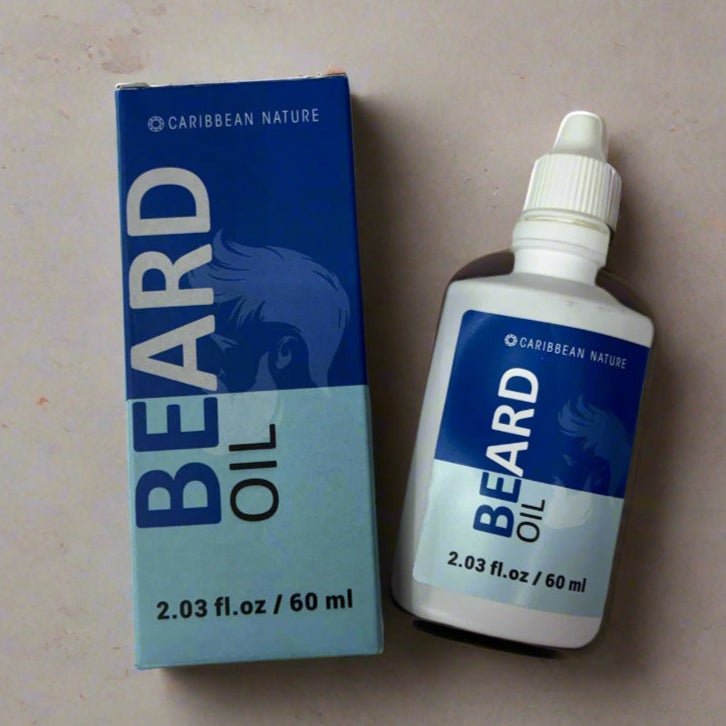 CARIBBEAN NATURE
BEARD
OIL
2.03 fl.oz / 60 ml
CARIBBEAN NATURE
BEARD
OIL
2.03 fl.oz / 60 ml